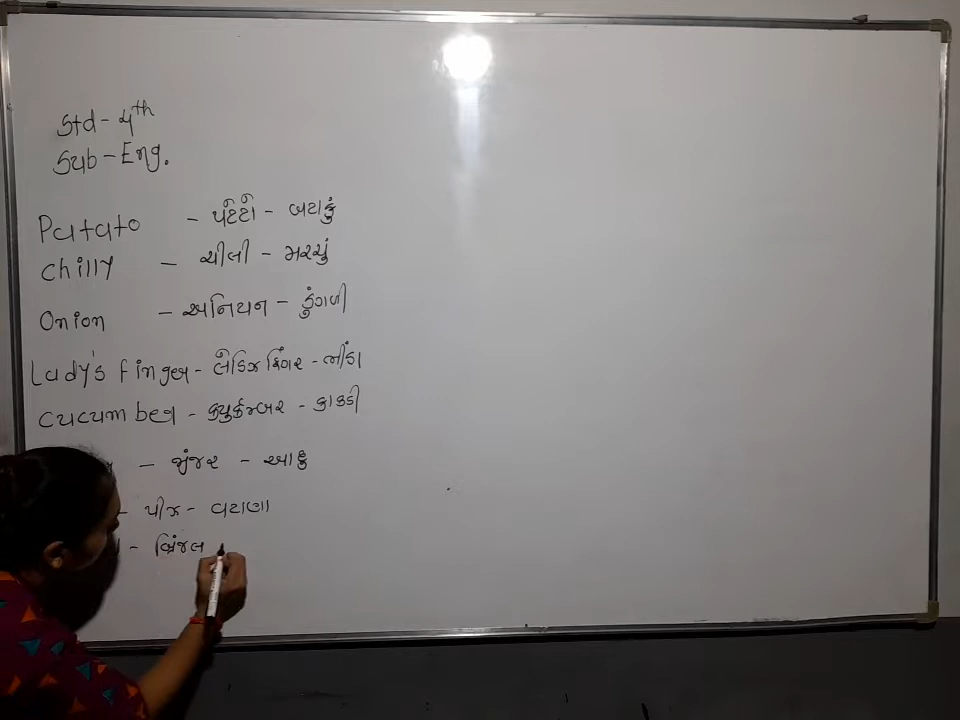 Std - 4th
Sub - Eng.
Patato - પૅટૅટૉ - બટાકું
Chilly - ચીલી - મરચું
Onion - અનિયન - ડુંગળી
Lady's finger - લૅડિઝ ફિંગર - ભીંડા
Cucumber - ક્યુકંમ્બર - કાકડી
- જીંજર - આદુ
- પીઝ - વટાણા
- બ્રિંજલ